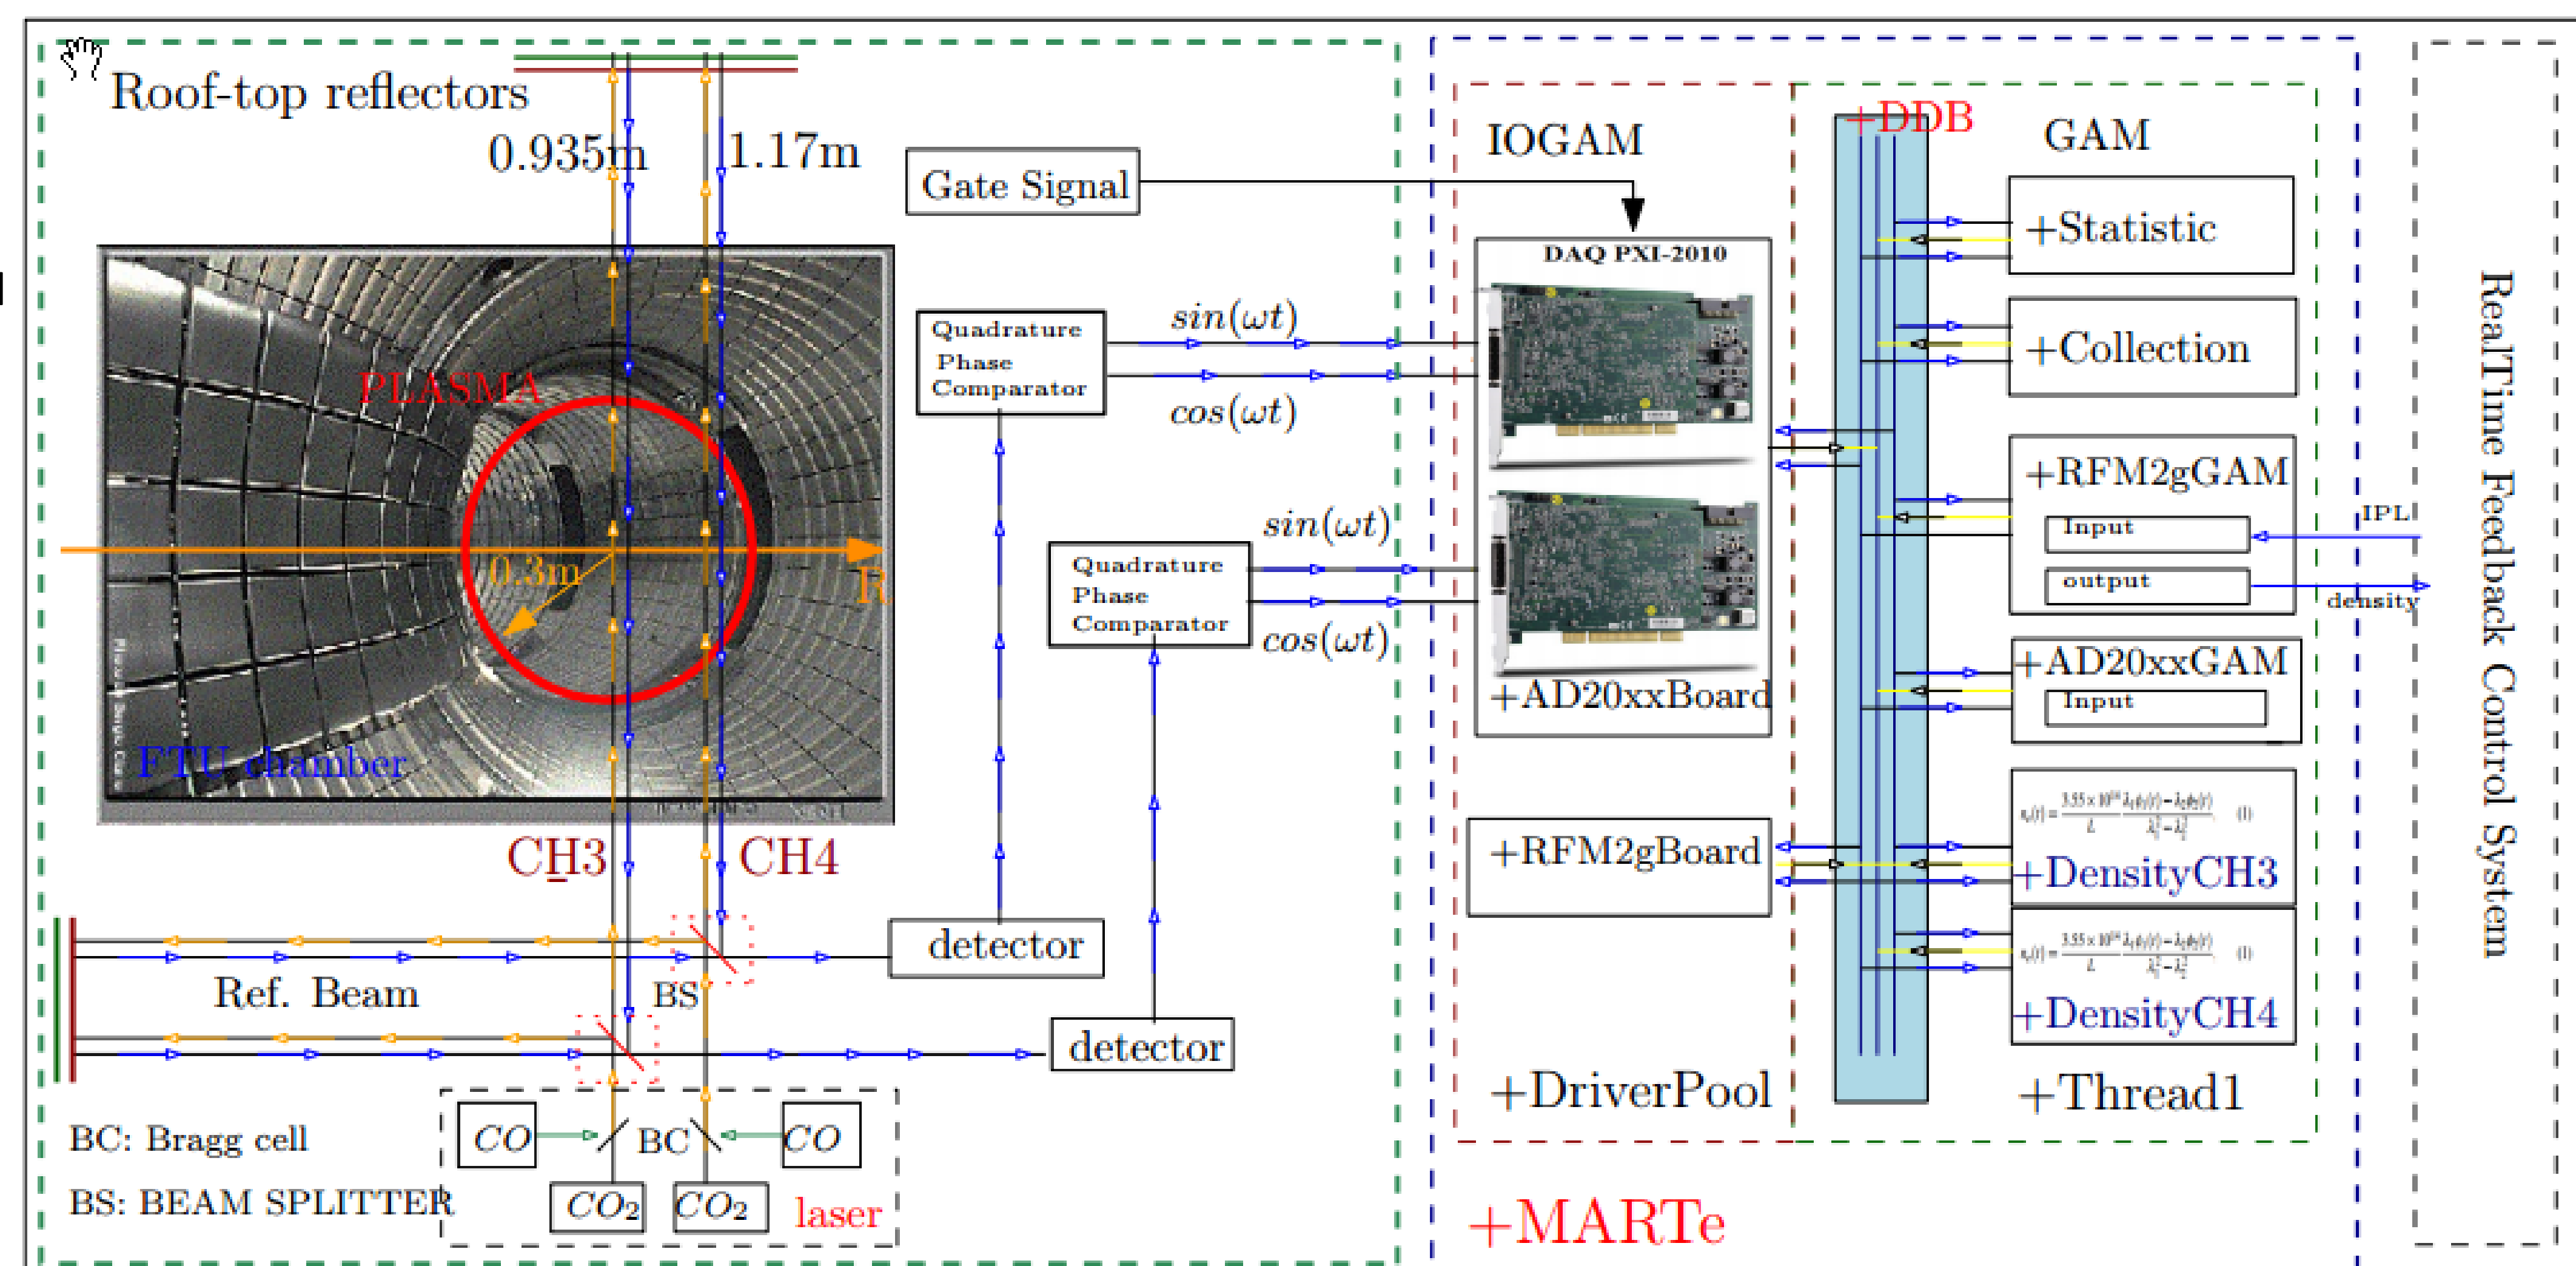 Roof-top reflectors
0.935m
1.17m
PLASMA
0.3m
R
FTU chamber
CH3
CH4
Ref. Beam
BS
BC: Bragg cell
BS: BEAM SPLITTER
CO
BC
CO
CO2
CO2
laser
Gate Signal
Quadrature
Phase
Comparator
sin(ωt)
cos(ωt)
Quadrature
Phase
Comparator
sin(ωt)
cos(ωt)
detector
detector
IOGAM
DAQ PXI-2010
+AD20xxBoard
+RFM2gBoard
+DriverPool
+MARTe
+DDB
GAM
+Statistic
+Collection
+RFM2gGAM
Input
output
IPL
density
+AD20xxGAM
Input
(1)
+DensityCH3
(1)
+DensityCH4
+Thread1
RealTime Feedback Control System